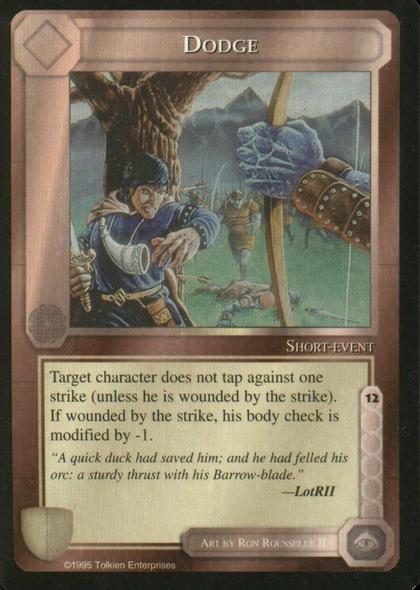 DODGE
SHORT-EVENT
Target character does not tap against one
strike (unless he is wounded by the strike).
If wounded by the strike, his body check is
modified by -1.
12
"A quick duck had saved him; and he had felled his
orc: a sturdy thrust with his Barrow-blade."
—LotRII
ART BY RON ROUSSELLE II
©1995 Tolkien Enterprises